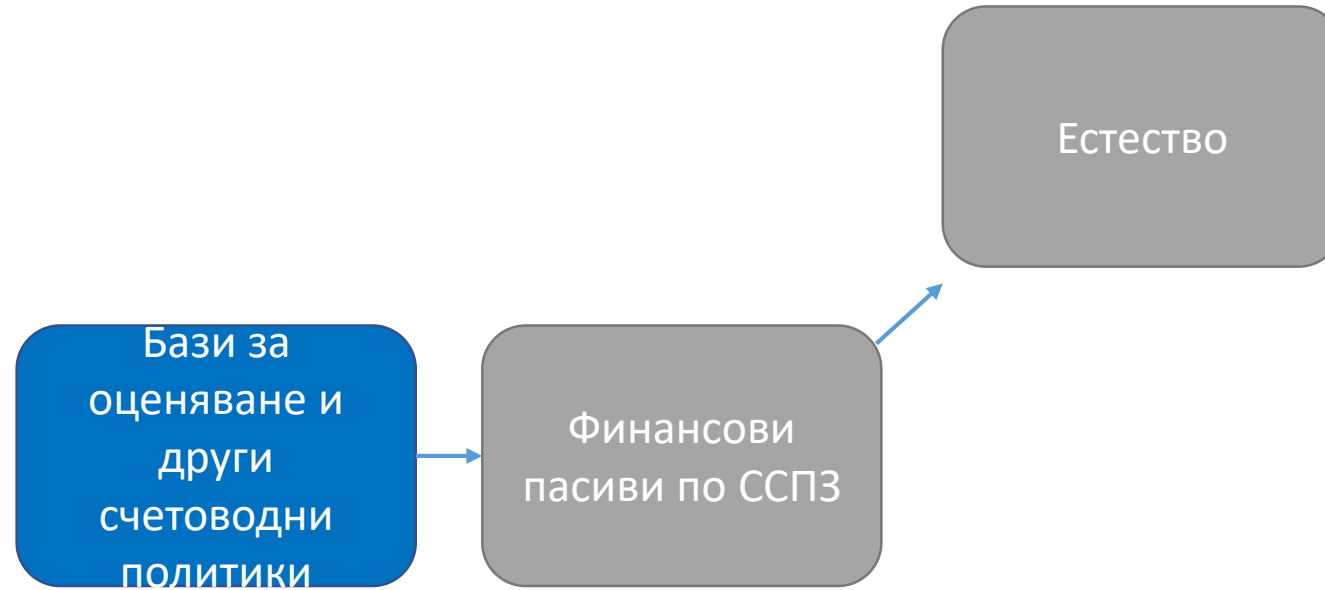 Естество
Бази за
оценяване и
други
счетоводни
политики
Финансови
пасиви по ССПЗ